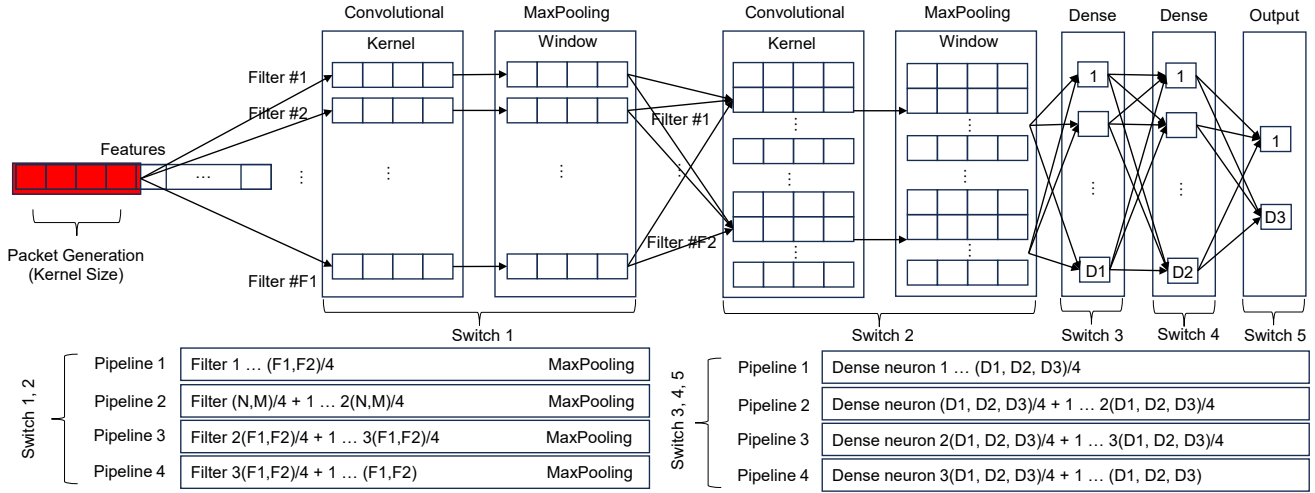 Convolutional MaxPooling Convolutional MaxPooling Dense Dense Output
Kernel Window Kernel Window
Filter #1
Filter #2
Filter #1
1 1
Features
...
...
1
Filter #F2
D3
Packet Generation
(Kernel Size)
Filter #F1
D1 D2
Switch 1 Switch 2 Switch 3 Switch 4 Switch 5
Switch 1, 2
Pipeline 1 Filter 1 … (F1,F2)/4 MaxPooling
Pipeline 2 Filter (N,M)/4 + 1 … 2(N,M)/4 MaxPooling
Pipeline 3 Filter 2(F1,F2)/4 + 1 … 3(F1,F2)/4 MaxPooling
Pipeline 4 Filter 3(F1,F2)/4 + 1 … (F1,F2) MaxPooling
Switch 3, 4, 5
Pipeline 1 Dense neuron 1 … (D1, D2, D3)/4
Pipeline 2 Dense neuron (D1, D2, D3)/4 + 1 … 2(D1, D2, D3)/4
Pipeline 3 Dense neuron 2(D1, D2, D3)/4 + 1 … 3(D1, D2, D3)/4
Pipeline 4 Dense neuron 3(D1, D2, D3)/4 + 1 … (D1, D2, D3)